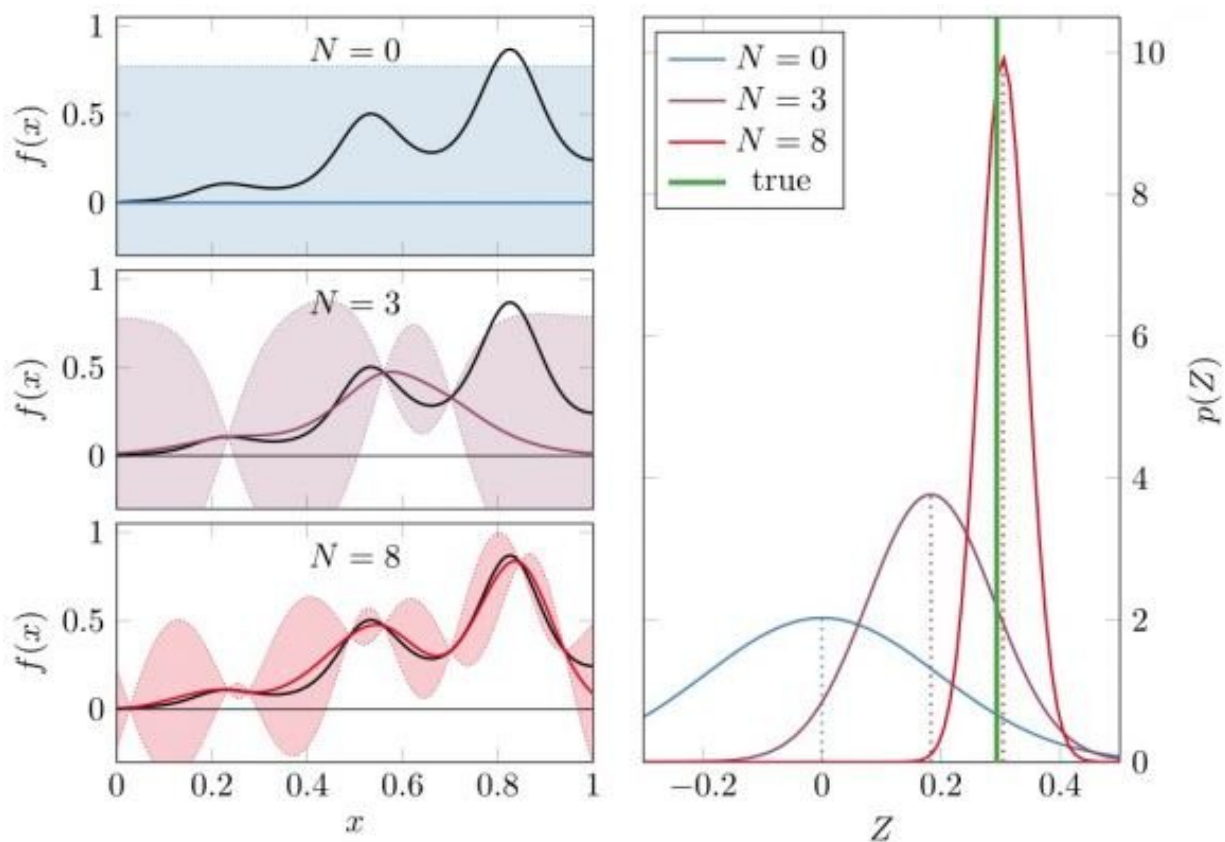 1
N = 0
0.5
0
f(x)
1
N = 3
0.5
0
f(x)
1
N = 8
0.5
0
f(x)
0 0.2 0.4 0.6 0.8 1
x
N = 0
N = 3
N = 8
true
10
8
6
4
2
0
p(Z)
−0.2 0 0.2 0.4
Z